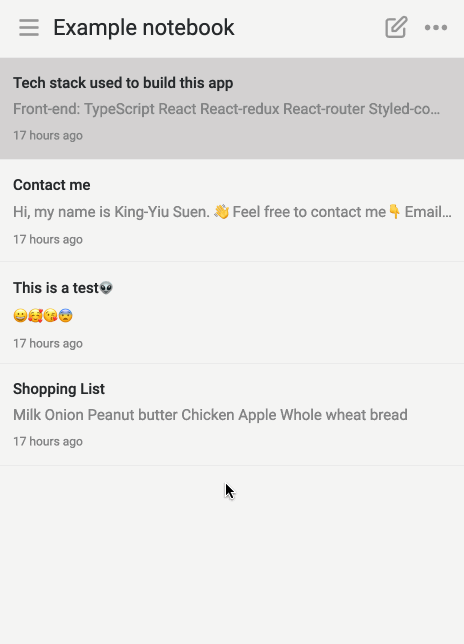 Example notebook
Tech stack used to build this app
Front-end: TypeScript React React-redux React-router Styled-co…
17 hours ago
Contact me
Hi, my name is King-Yiu Suen. 👋 Feel free to contact me👇 Email…
17 hours ago
This is a test👽
😀🥰😘😨
17 hours ago
Shopping List
Milk Onion Peanut butter Chicken Apple Whole wheat bread
17 hours ago